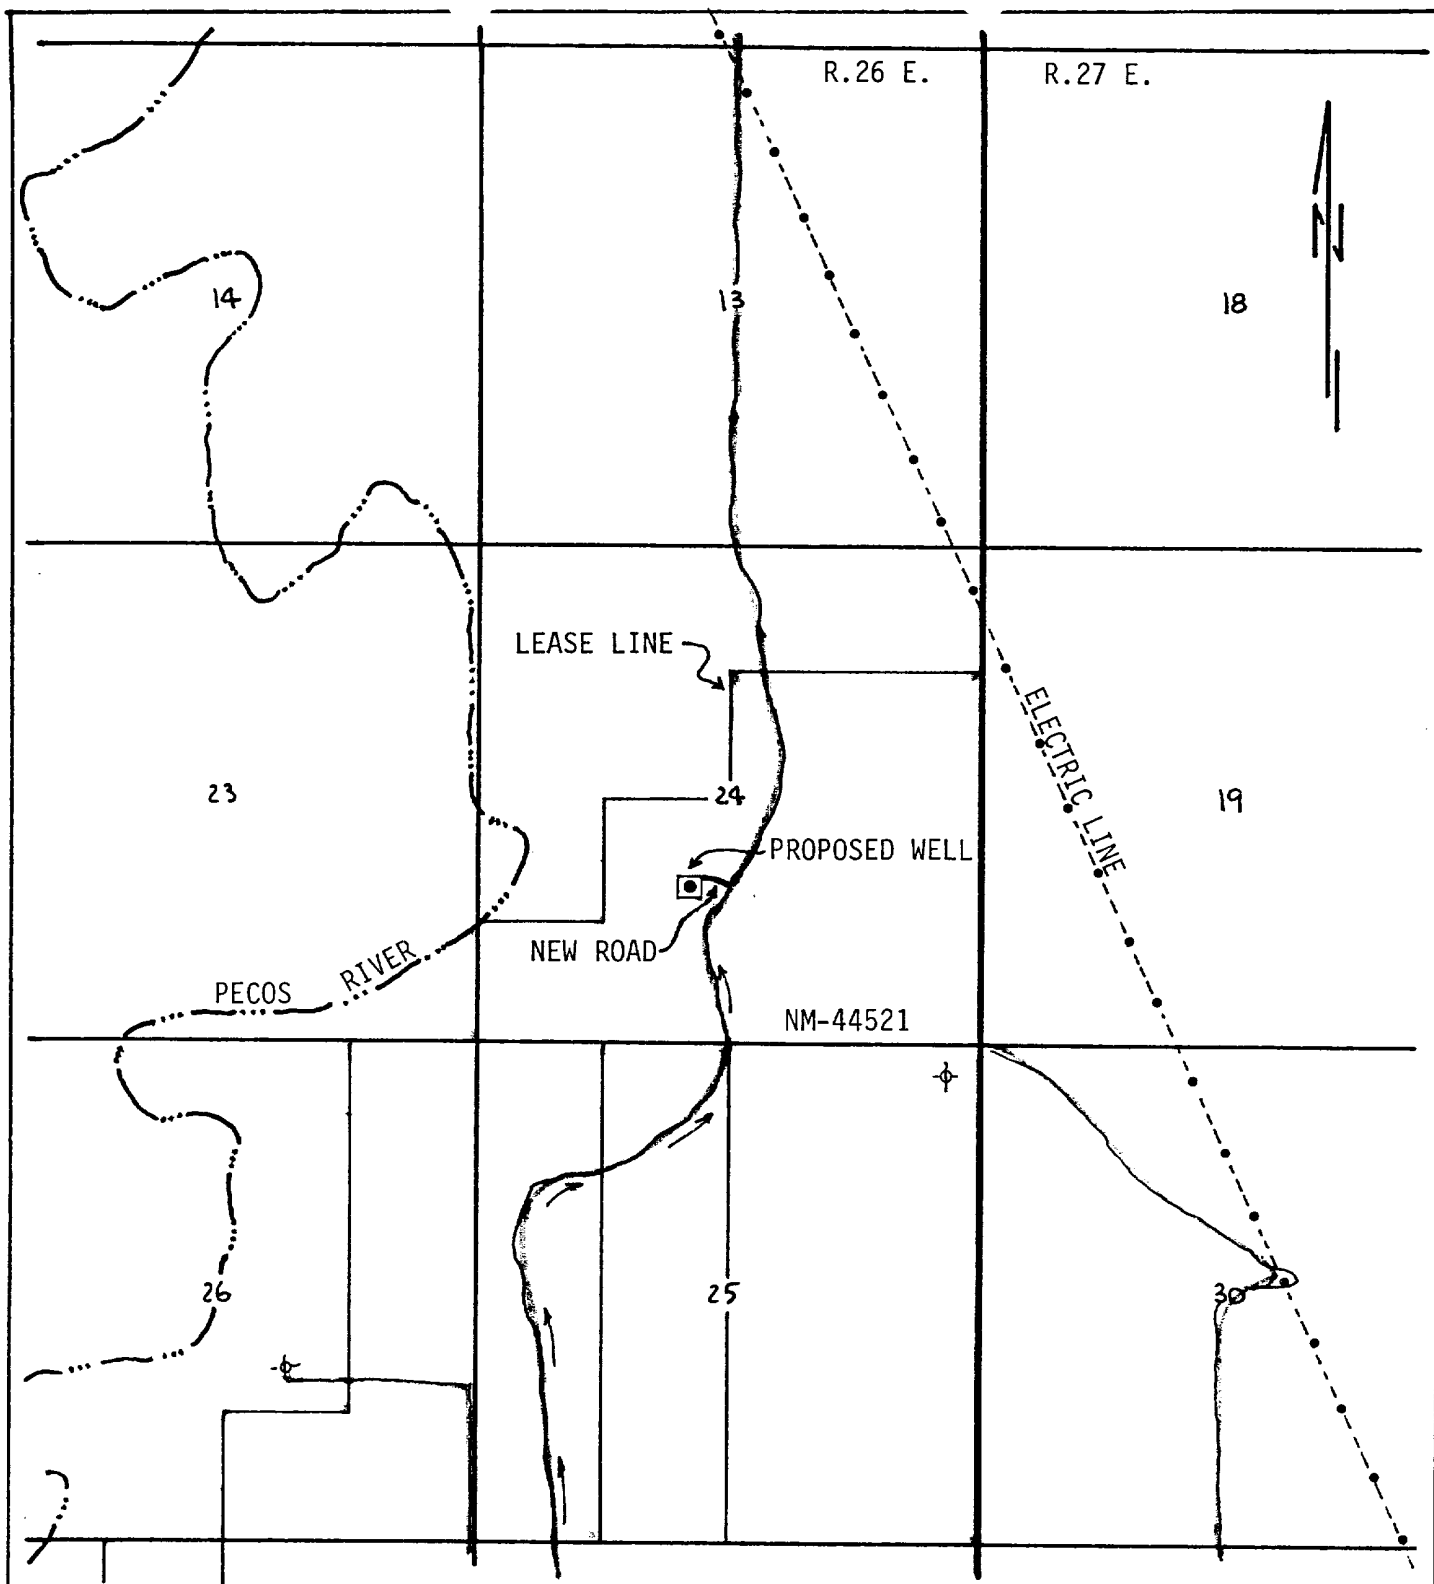 R.26 E.
R.27 E.
N
14
13
18
LEASE LINE
ELECTRIC LINE
23
24
19
PROPOSED WELL
NEW ROAD
PECOS RIVER
NM-44521
26
25
30